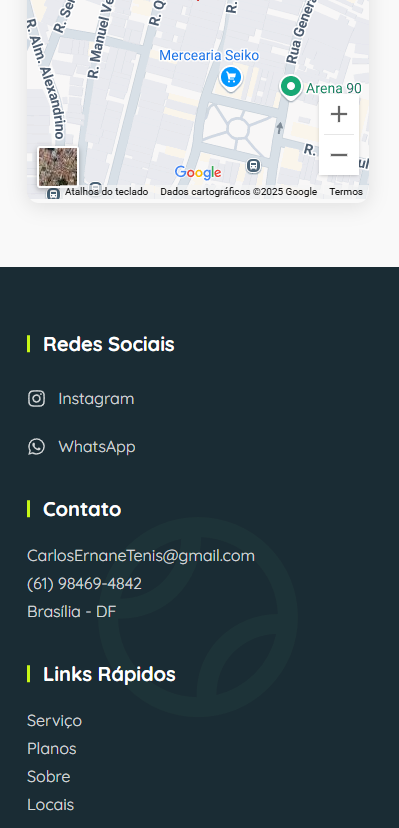 R. Alm. Alexandrino
R. Manuel Ve
R. Q
R.
Rua Genera
Mercearia Seiko
Arena 90
+
−
R.
Google
Atalhos do teclado
Dados cartográficos ©2025 Google
Termos
Redes Sociais
Instagram
WhatsApp
Contato
CarlosErnaneTenis@gmail.com
(61) 98469-4842
Brasília - DF
Links Rápidos
Serviço
Planos
Sobre
Locais